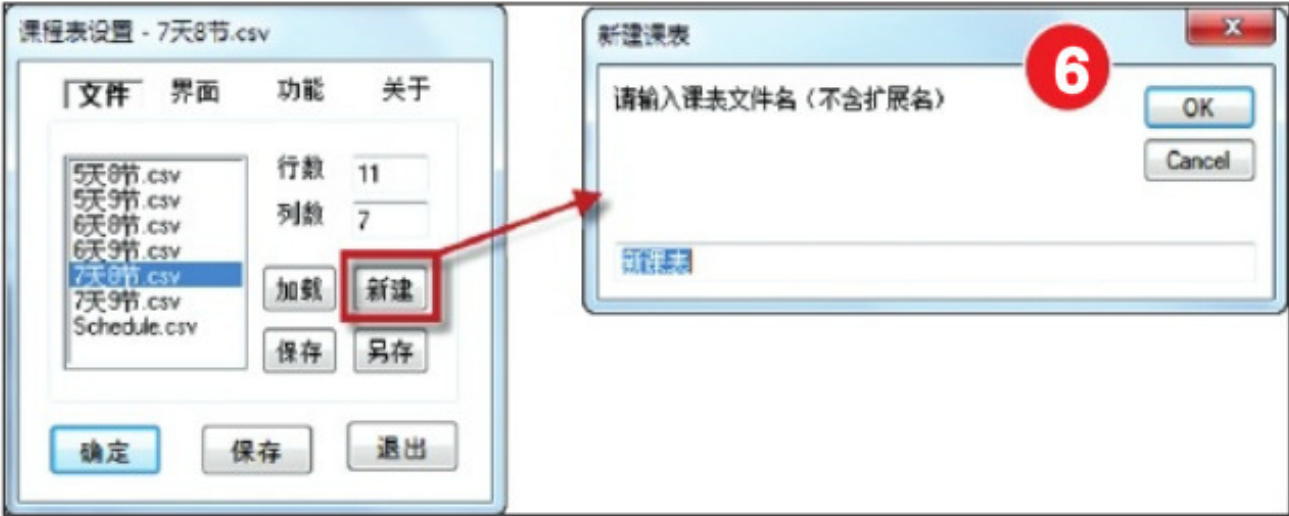 课程表设置 - 7天8节.csv
文件 界面 功能 关于
5天8节.csv
5天9节.csv
6天8节.csv
6天9节.csv
7天8节.csv
7天9节.csv
Schedule.csv
行数 11
列数 7
加载 新建
保存 另存
确定 保存 退出
新建课表
6
请输入课表文件名（不含扩展名）
OK
Cancel
新课表